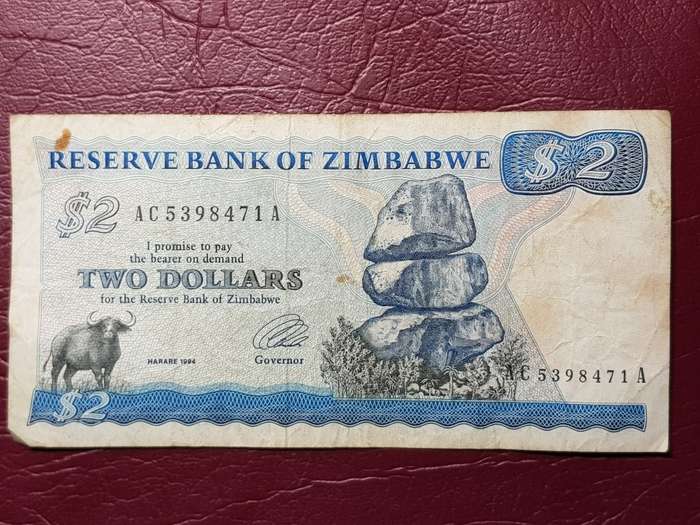 RESERVE BANK OF ZIMBABWE
$2
$2
AC5398471A
I promise to pay
the bearer on demand
TWO DOLLARS
for the Reserve Bank of Zimbabwe
HARARE 1994
Governor
AC5398471A
$2